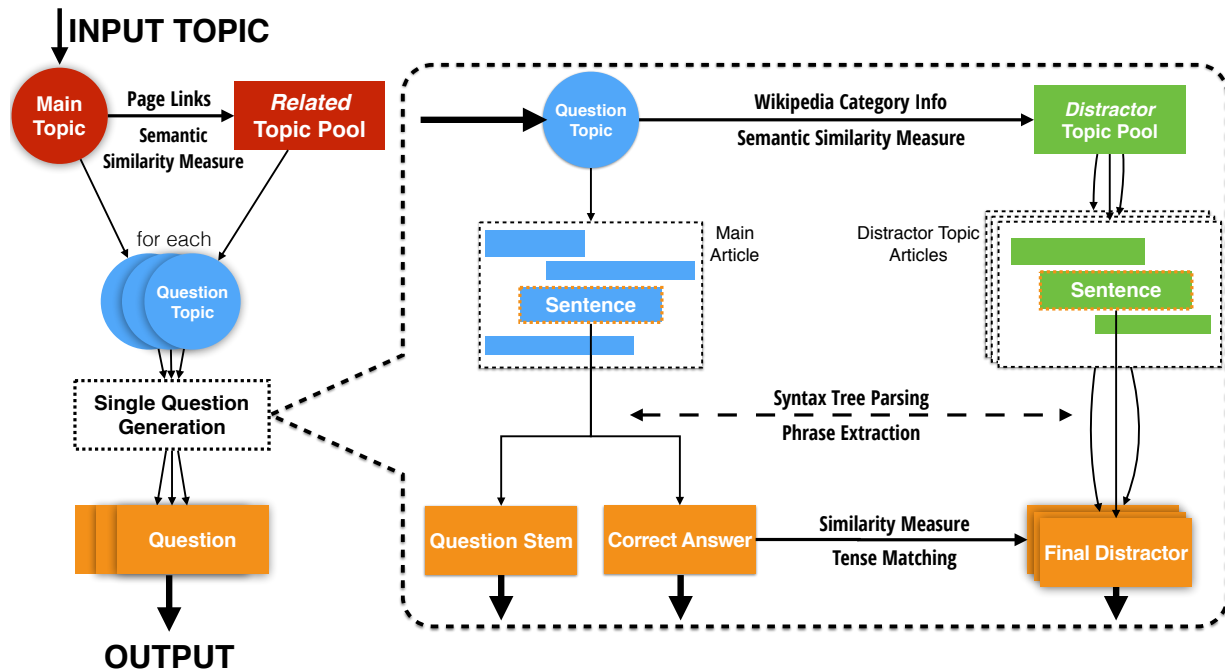 INPUT TOPIC
Main
Topic
Page Links
Semantic
Similarity Measure
Related
Topic Pool
for each
Question
Topic
Single Question
Generation
Question
OUTPUT
Question
Topic
Wikipedia Category Info
Semantic Similarity Measure
Distractor
Topic Pool
Main
Article
Sentence
Distractor Topic
Articles
Sentence
Syntax Tree Parsing
Phrase Extraction
Question Stem
Correct Answer
Similarity Measure
Tense Matching
Final Distractor